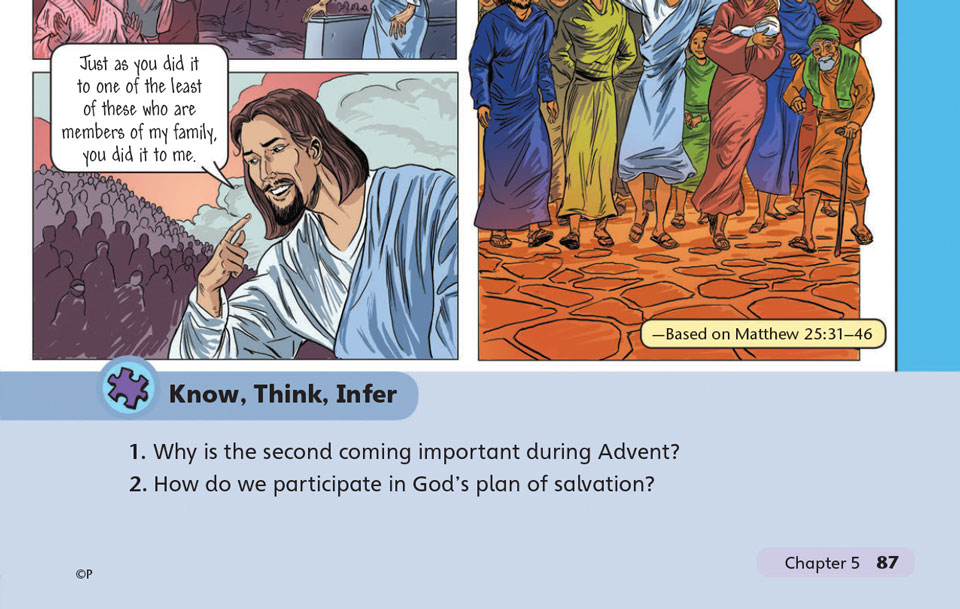 Just as you did it
to one of the least
of these who are
members of my family,
you did it to me.
—Based on Matthew 25:31–46
Know, Think, Infer
1. Why is the second coming important during Advent?
2. How do we participate in God's plan of salvation?
©P
Chapter 5 87